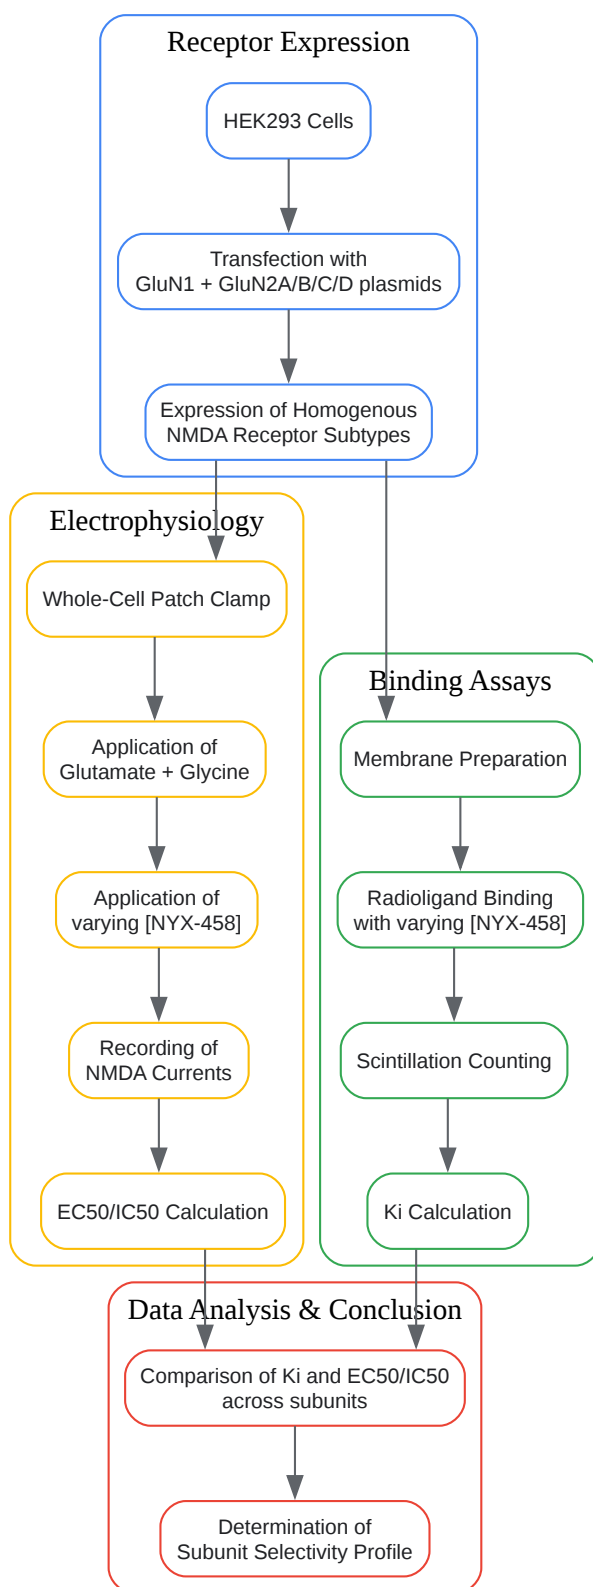 Receptor Expression
HEK293 Cells
Transfection with
GluN1 + GluN2A/B/C/D plasmids
Expression of Homogenous
NMDA Receptor Subtypes
Electrophysiology
Whole-Cell Patch Clamp
Application of
Glutamate + Glycine
Application of
varying [NYX-458]
Recording of
NMDA Currents
EC50/IC50 Calculation
Binding Assays
Membrane Preparation
Radioligand Binding
with varying [NYX-458]
Scintillation Counting
Ki Calculation
Data Analysis & Conclusion
Comparison of Ki and EC50/IC50
across subunits
Determination of
Subunit Selectivity Profile